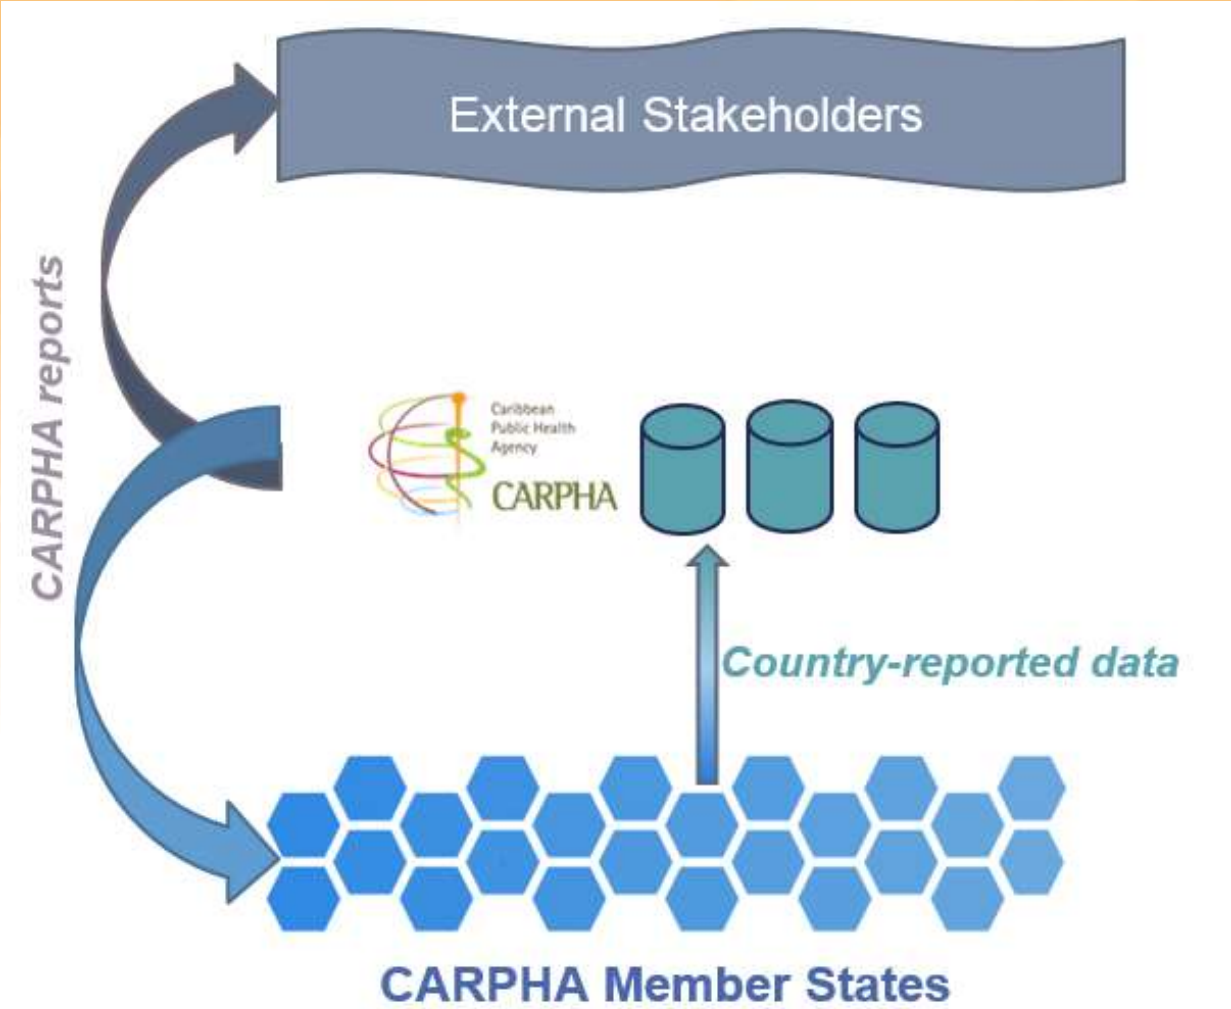 External Stakeholders
CARPHA reports
Caribbean
Public Health
Agency
CARPHA
Country-reported data
CARPHA Member States